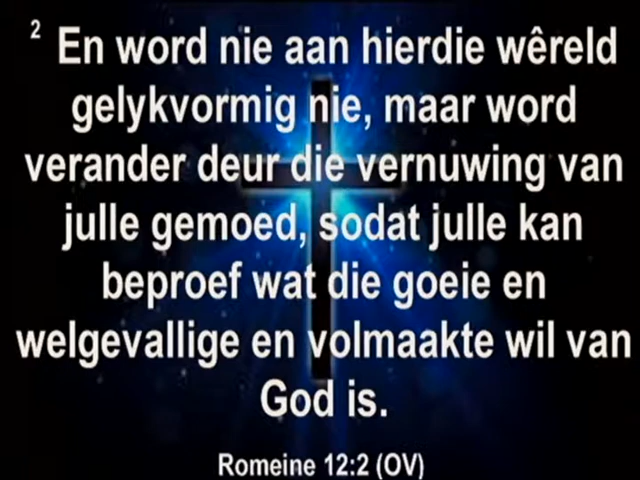 2 En word nie aan hierdie wêreld
gelykvormig nie, maar word
verander deur die vernuwing van
julle gemoed, sodat julle kan
beproef wat die goeie en
welgevallige en volmaakte wil van
God is.
Romeine 12:2 (OV)